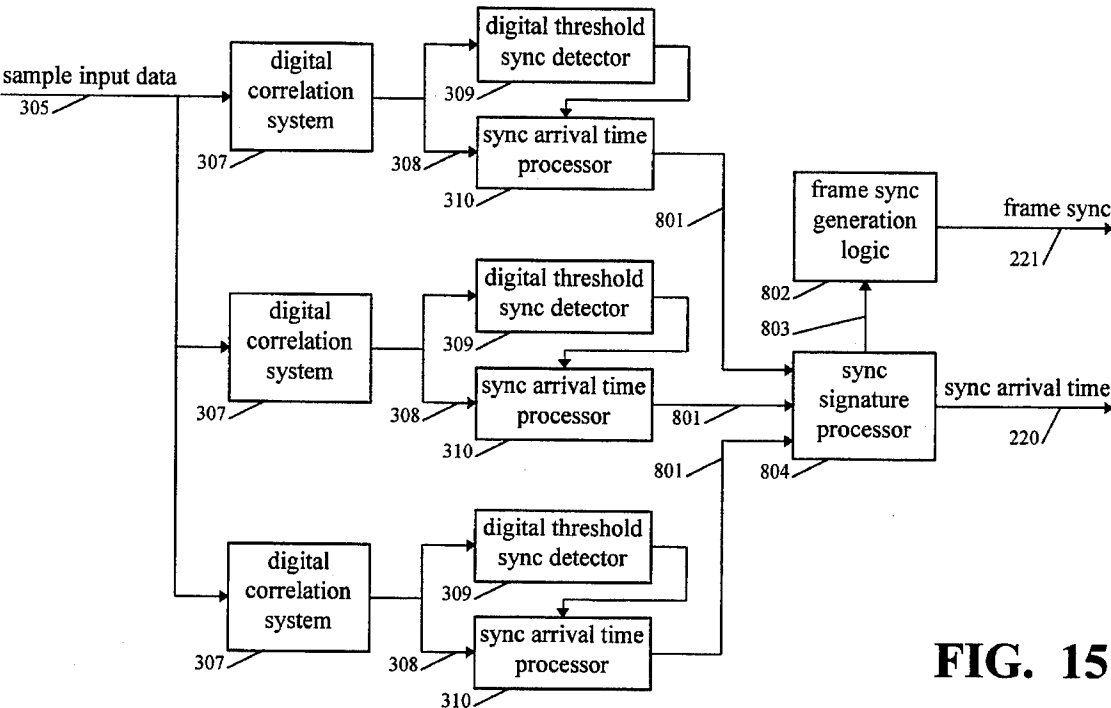 sample input data
305
digital
correlation
system
307
308
digital threshold
sync detector
309
sync arrival time
processor
310
801
digital
correlation
system
307
308
digital threshold
sync detector
309
sync arrival time
processor
310
801
digital
correlation
system
307
308
digital threshold
sync detector
309
sync arrival time
processor
310
801
frame sync
generation
logic
802
803
frame sync
221
sync
signature
processor
804
sync arrival time
220
FIG. 15